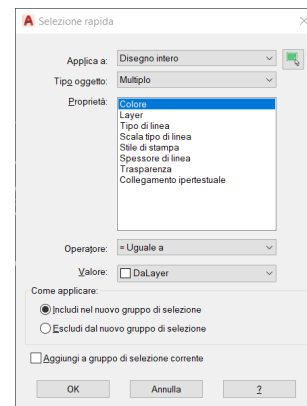 A Selezione rapida
Applica a: Disegno intero
Tipo oggetto: Multiplo
Proprietà: Colore
Layer
Tipo di linea
Scala tipo di linea
Stile di stampa
Spessore di linea
Trasparenza
Collegamento ipertestuale
Operatore: = Uguale a
Valore: DaLayer
Come applicare:
Includi nel nuovo gruppo di selezione
Escludi dal nuovo gruppo di selezione
Aggiungi a gruppo di selezione corrente
OK Annulla ?